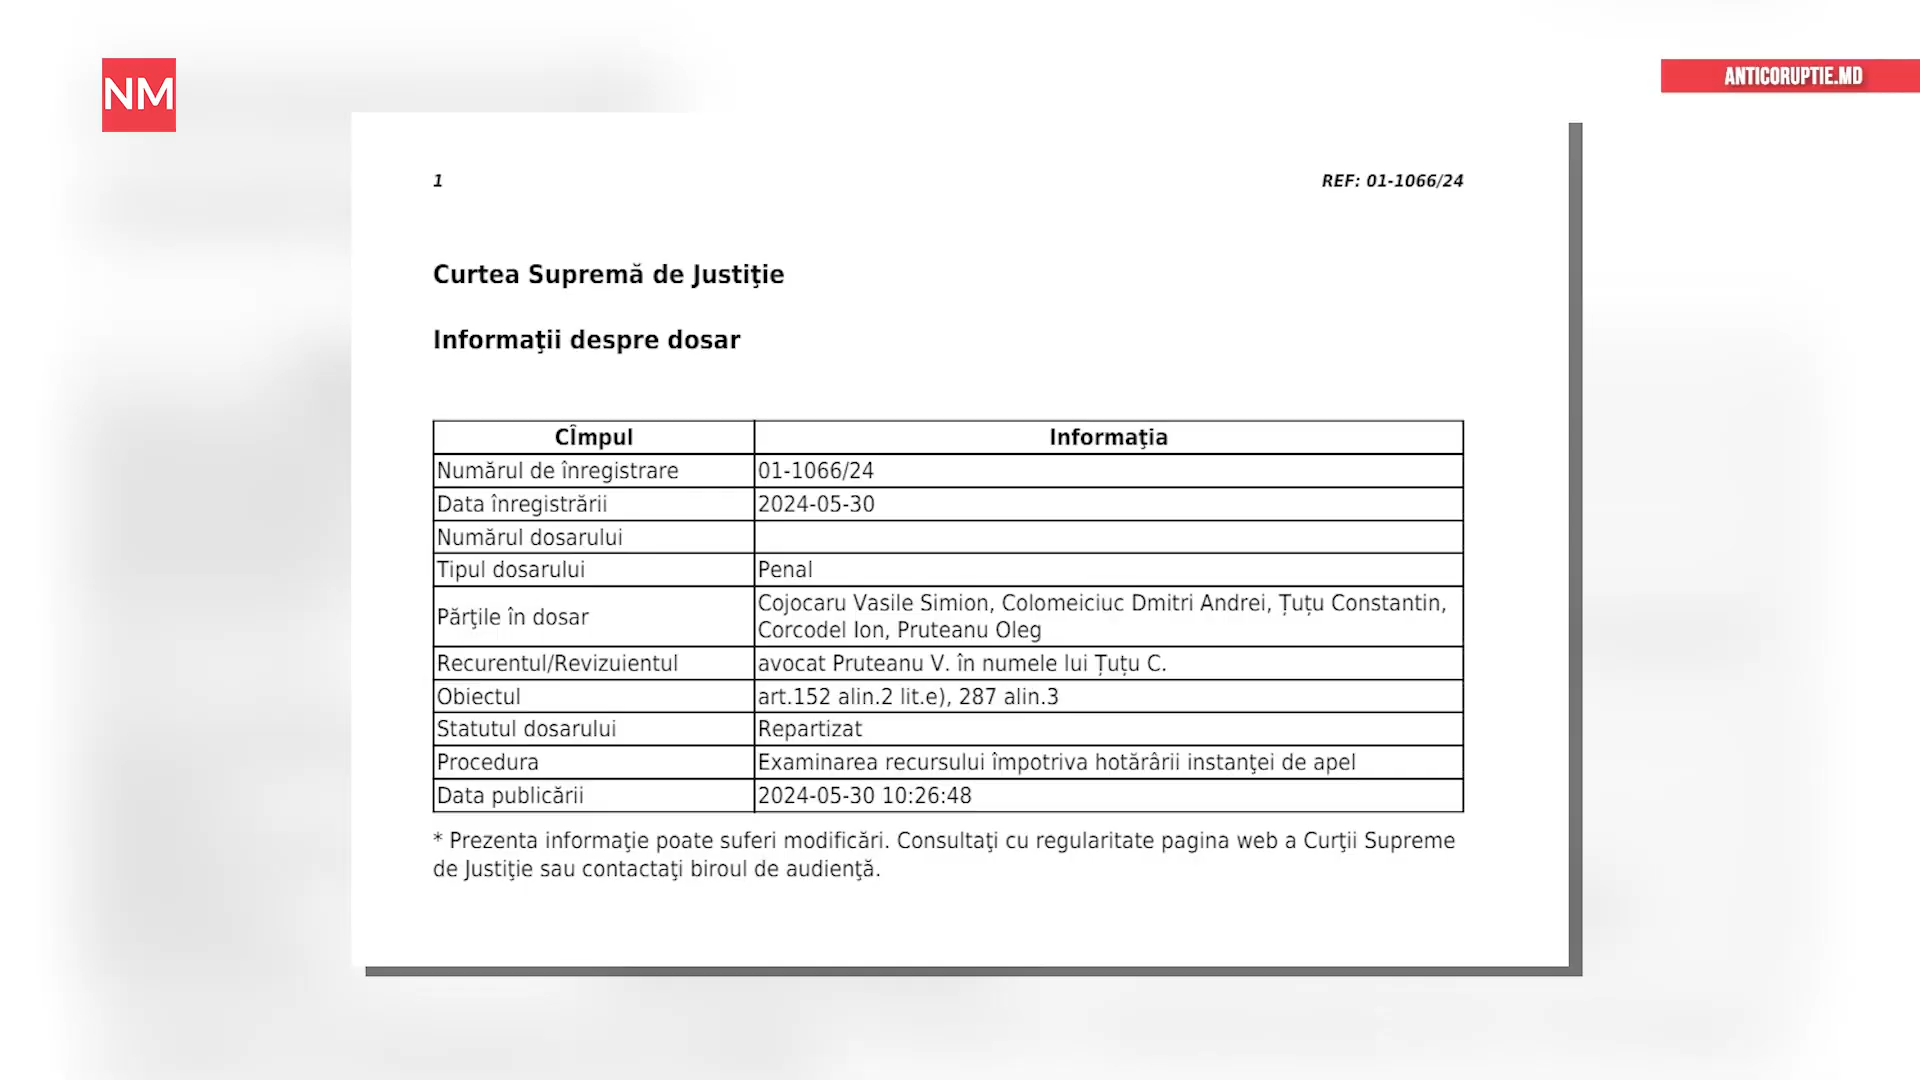 NM
ANTICORUPTIE.MD
1 REF: 01-1066/24
Curtea Supremă de Justiţie
Informaţii despre dosar
CÎmpul Informaţia
Numărul de înregistrare 01-1066/24
Data înregistrării 2024-05-30
Numărul dosarului
Tipul dosarului Penal
Părţile în dosar Cojocaru Vasile Simion, Colomeiciuc Dmitri Andrei, Țuțu Constantin,
Corcodel Ion, Pruteanu Oleg
Recurentul/Revizuientul avocat Pruteanu V. în numele lui Țuțu C.
Obiectul art.152 alin.2 lit.e), 287 alin.3
Statutul dosarului Repartizat
Procedura Examinarea recursului împotriva hotărârii instanţei de apel
Data publicării 2024-05-30 10:26:48
* Prezenta informaţie poate suferi modificări. Consultaţi cu regularitate pagina web a Curţii Supreme
de Justiţie sau contactaţi biroul de audienţă.